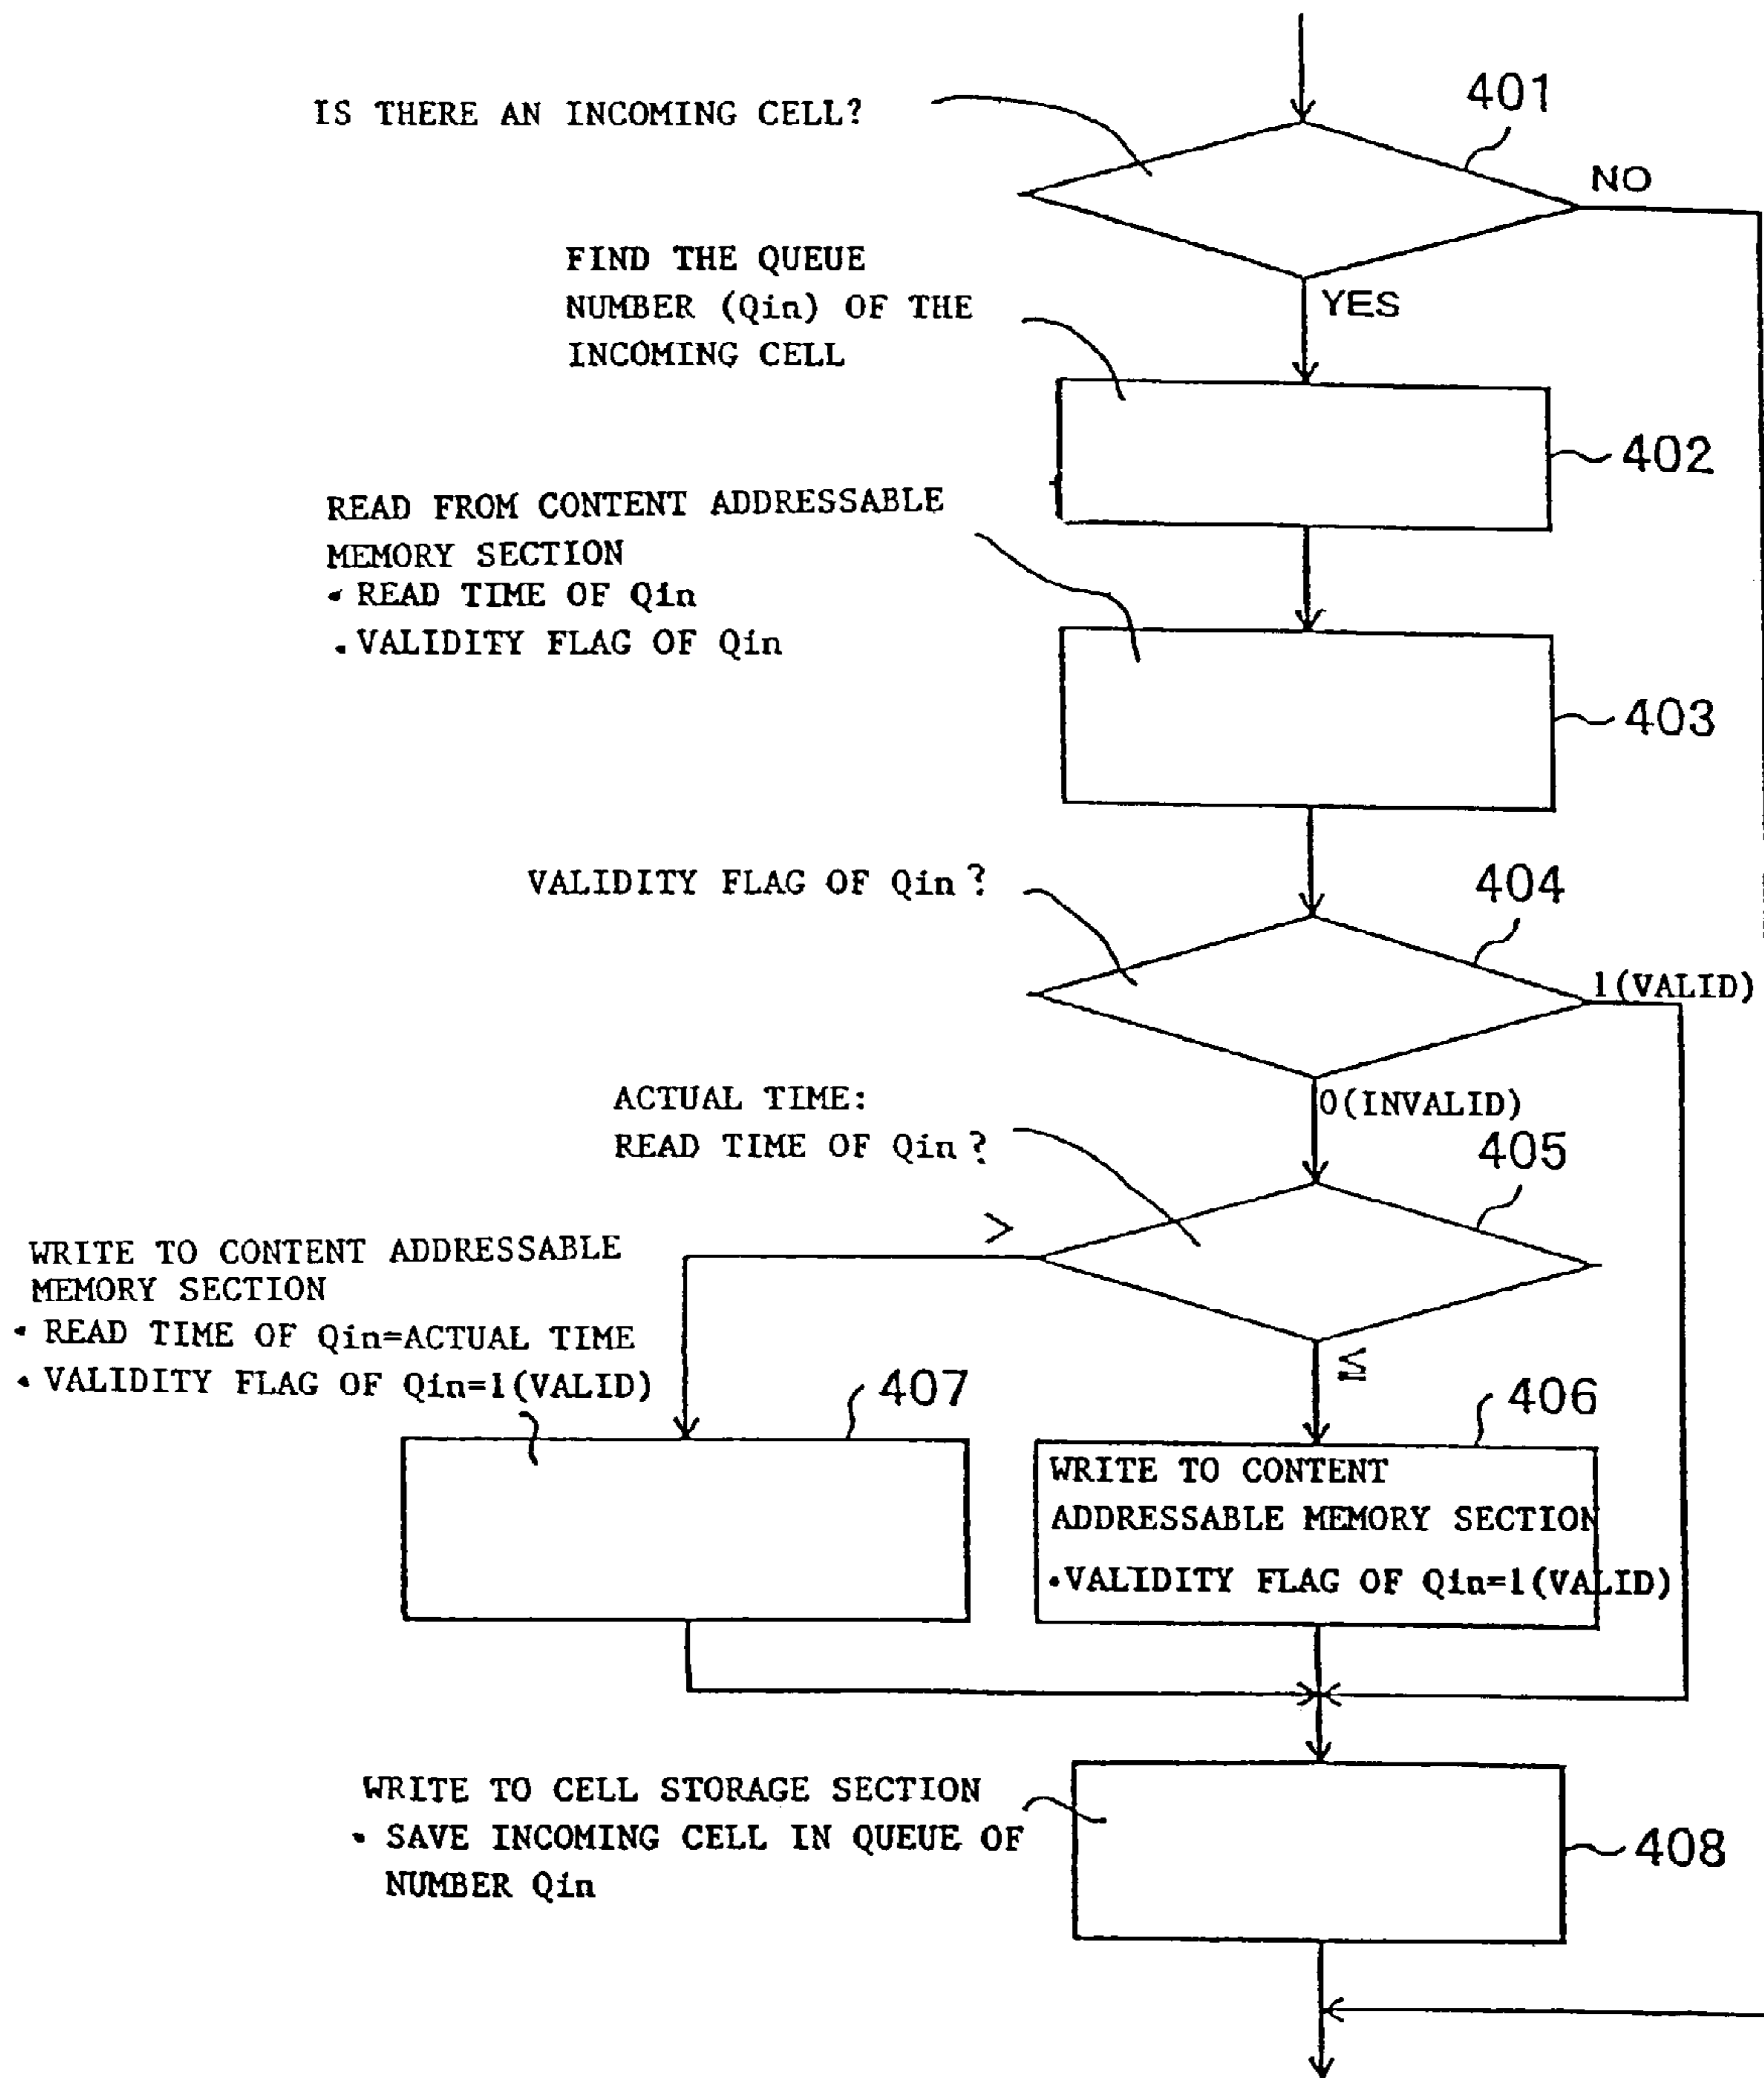 IS THERE AN INCOMING CELL?
401
NO
FIND THE QUEUE
NUMBER (Qin) OF THE
INCOMING CELL
YES
402
READ FROM CONTENT ADDRESSABLE
MEMORY SECTION
• READ TIME OF Qin
• VALIDITY FLAG OF Qin
403
VALIDITY FLAG OF Qin?
404
1(VALID)
0(INVALID)
ACTUAL TIME:
READ TIME OF Qin?
405
>
≦
WRITE TO CONTENT ADDRESSABLE
MEMORY SECTION
• READ TIME OF Qin=ACTUAL TIME
• VALIDITY FLAG OF Qin=1(VALID)
407
406
WRITE TO CONTENT
ADDRESSABLE MEMORY SECTION
•VALIDITY FLAG OF Qin=1(VALID)
WRITE TO CELL STORAGE SECTION
• SAVE INCOMING CELL IN QUEUE OF
NUMBER Qin
408